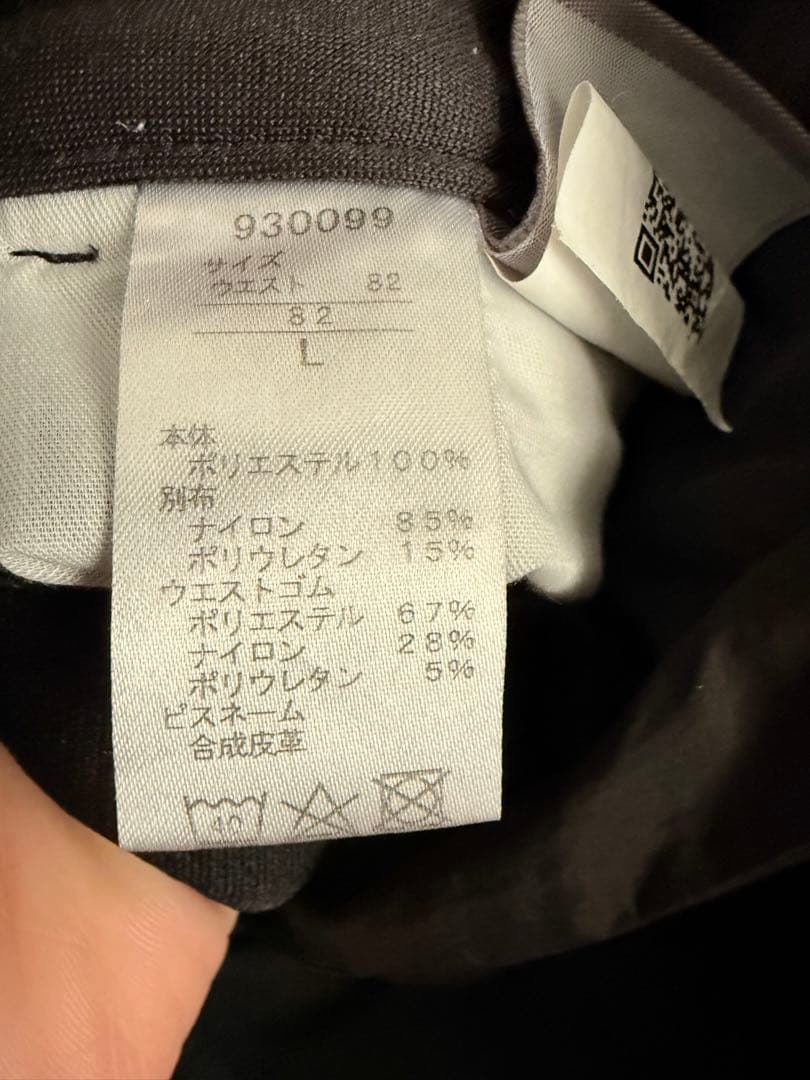 930099
サイズ
ウエスト 82
82
L
本体
ポリエステル100%
別布
ナイロン 85%
ポリウレタン 15%
ウエストゴム
ポリエステル 67%
ナイロン 28%
ポリウレタン 5%
ピスネーム
合成皮革
40